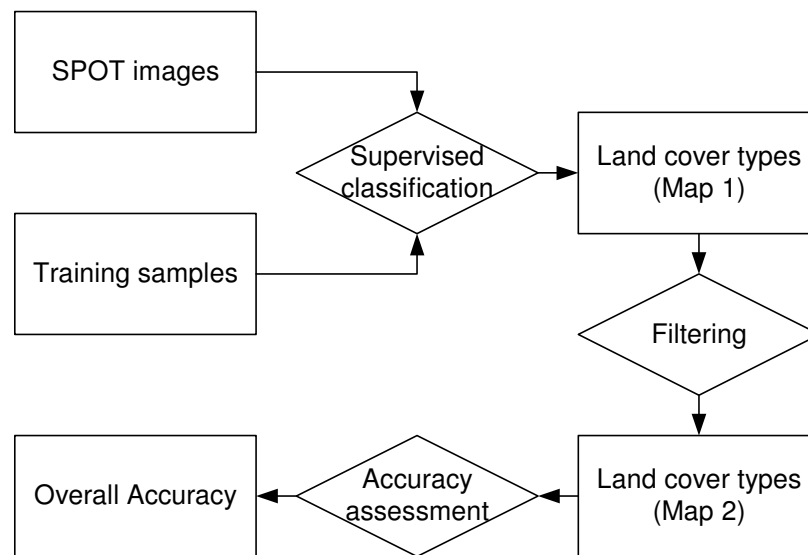 SPOT images
Supervised
classification
Land cover types
(Map 1)
Training samples
Filtering
Overall Accuracy
Accuracy
assessment
Land cover types
(Map 2)